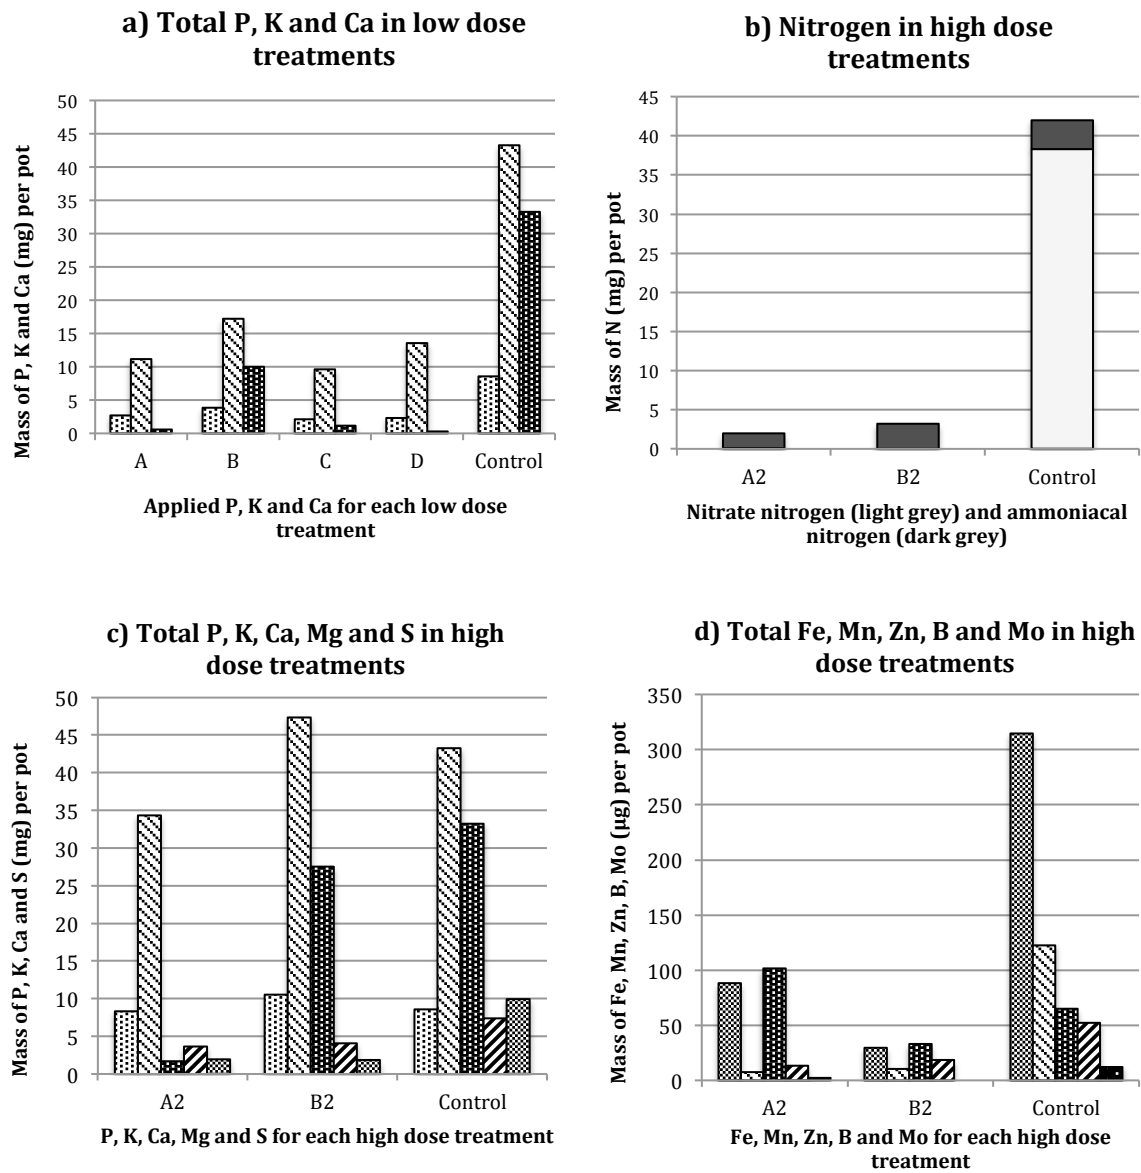 a) Total P, K and Ca in low dose
treatments
50
45
40
35
30
25
20
15
10
5
0
Mass of P, K and Ca (mg) per pot
A B C D Control
Applied P, K and Ca for each low dose
treatment
b) Nitrogen in high dose
treatments
45
40
35
30
25
20
15
10
5
0
Mass of N (mg) per pot
A2 B2 Control
Nitrate nitrogen (light grey) and ammoniacal
nitrogen (dark grey)
c) Total P, K, Ca, Mg and S in high
dose treatments
50
45
40
35
30
25
20
15
10
5
0
Mass of P, K, Ca and S (mg) per pot
A2 B2 Control
P, K, Ca, Mg and S for each high dose treatment
d) Total Fe, Mn, Zn, B and Mo in high
dose treatments
350
300
250
200
150
100
50
0
Mass of Fe, Mn, Zn, B, Mo (µg) per pot
A2 B2 Control
Fe, Mn, Zn, B and Mo for each high dose
treatment